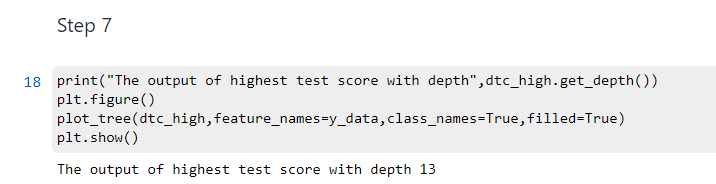 Step 7
18
print("The output of highest test score with depth",dtc_high.get_depth())
plt.figure()
plot_tree(dtc_high,feature_names=y_data,class_names=True,filled=True)
plt.show()
The output of highest test score with depth 13